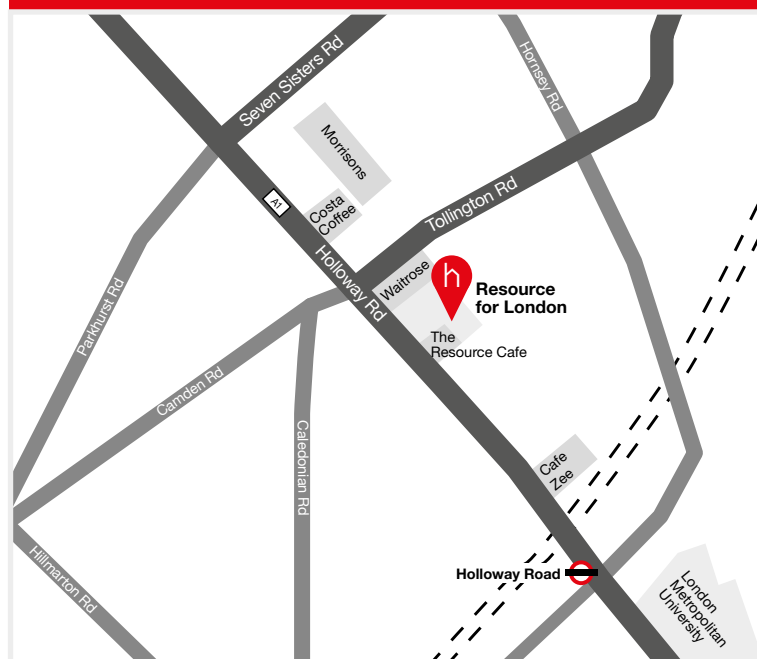 Seven Sisters Rd
Hornsey Rd
Morrisons
A1
Costa
Coffee
Tollington Rd
Holloway Rd
Waitrose
h
Resource
for London
The
Resource Cafe
Parkhurst Rd
Camden Rd
Caledonian Rd
Cafe
Zee
Hillmarton Rd
Holloway Road
London
Metropolitan
University